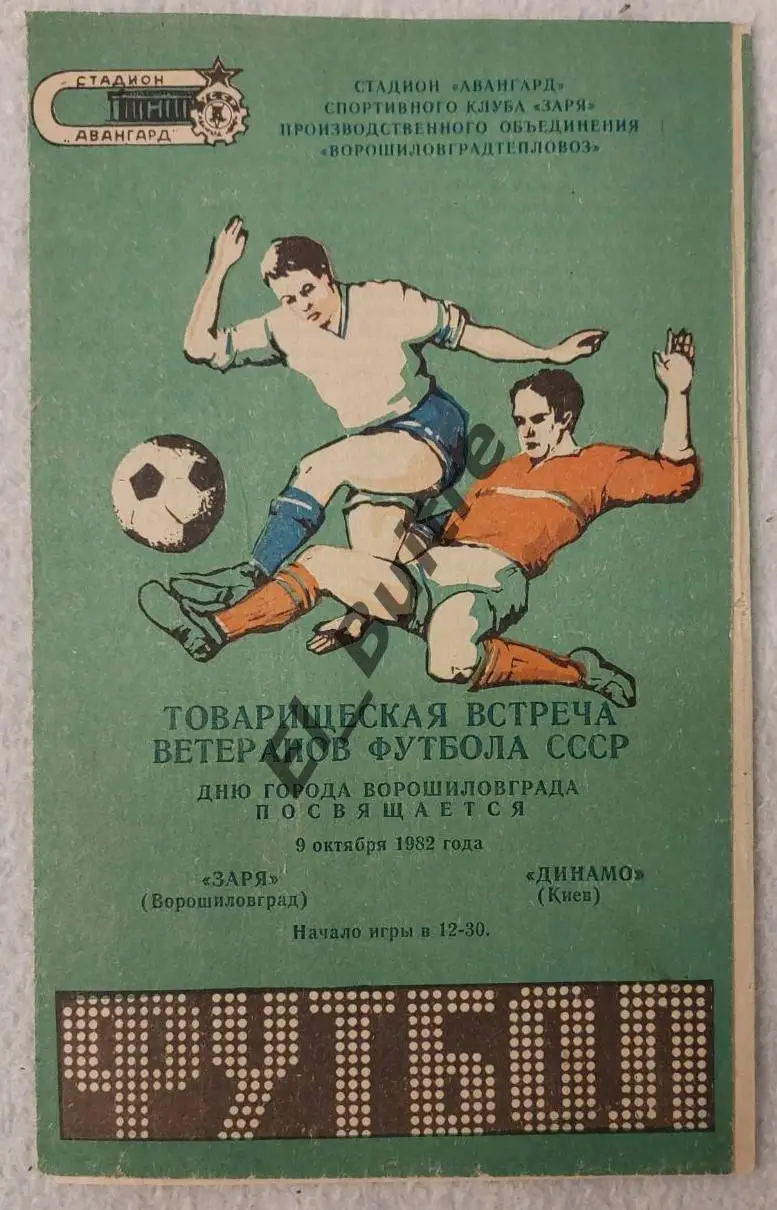 СТАДИОН
„АВАНГАРД"
СТАДИОН «АВАНГАРД»
СПОРТИВНОГО КЛУБА «ЗАРЯ»
ПРОИЗВОДСТВЕННОГО ОБЪЕДИНЕНИЯ
«ВОРОШИЛОВГРАДТЕПЛОВОЗ»
ТОВАРИЩЕСКАЯ ВСТРЕЧА
ВЕТЕРАНОВ ФУТБОЛА СССР
ДНЮ ГОРОДА ВОРОШИЛОВГРАДА
ПОСВЯЩАЕТСЯ
9 октября 1982 года
«ЗАРЯ» «ДИНАМО»
(Ворошиловград) (Киев)
Начало игры в 12-30.
ФУТБОЛ